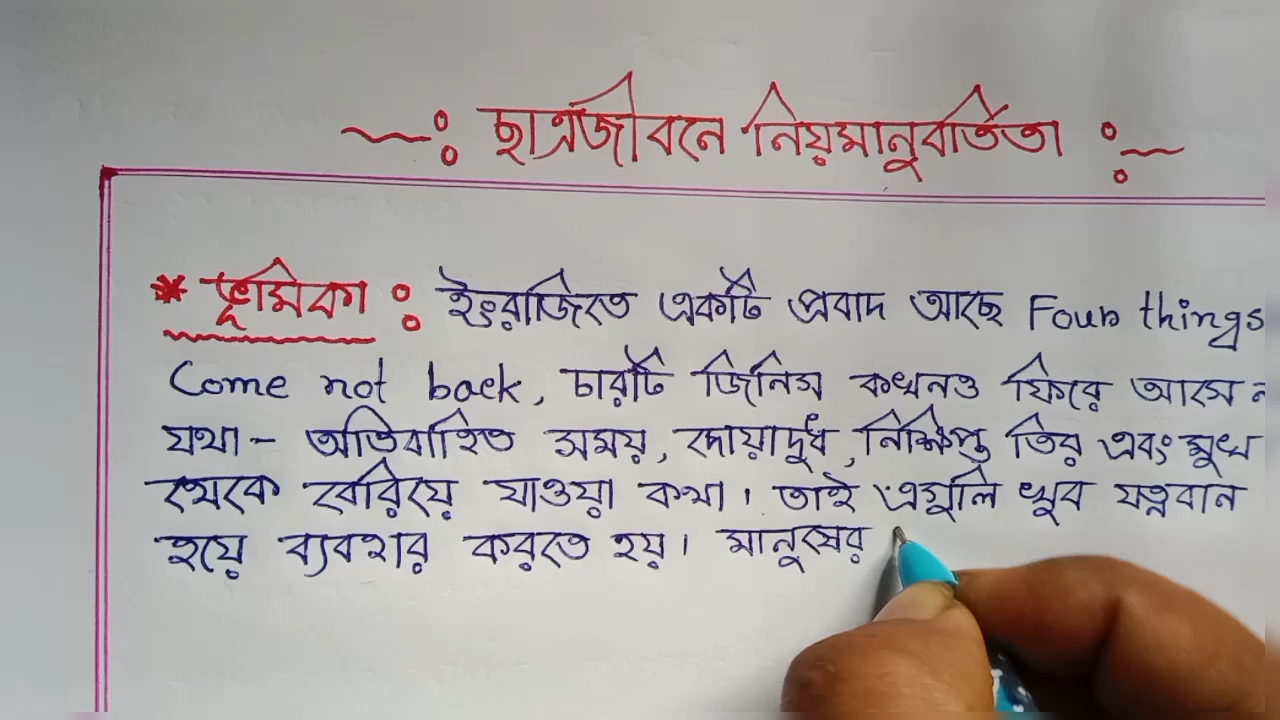 ছাত্রজীবনে নিয়মানুবর্তিতা
* ভূমিকা : ইংরাজিতে একটি প্রবাদ আছে Four things
Come not back, চারটি জিনিস কখনও ফিরে আসে ন
যথা - অতিবাহিত সময়, দোয়াদুধ, নিক্ষিপ্ত তির এবং মুখ
থেকে বেরিয়ে যাওয়া কথা। তাই এগুলি খুব যত্নবান
হয়ে ব্যবহার করতে হয়। মানুষের